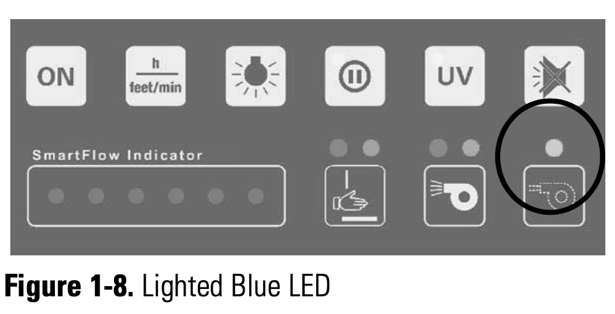 ON
h
feet/min
UV
SmartFlow Indicator
Figure 1-8. Lighted Blue LED